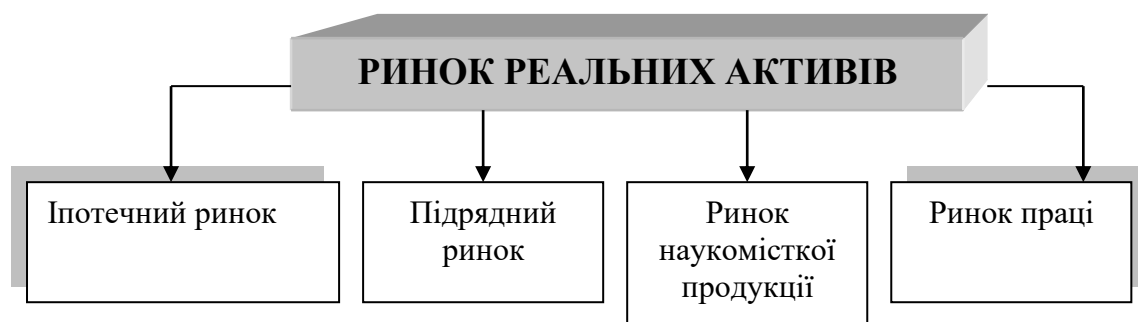 РИНОК РЕАЛЬНИХ АКТИВІВ
Іпотечний ринок
Підрядний
ринок
Ринок
наукомісткої
продукції
Ринок праці